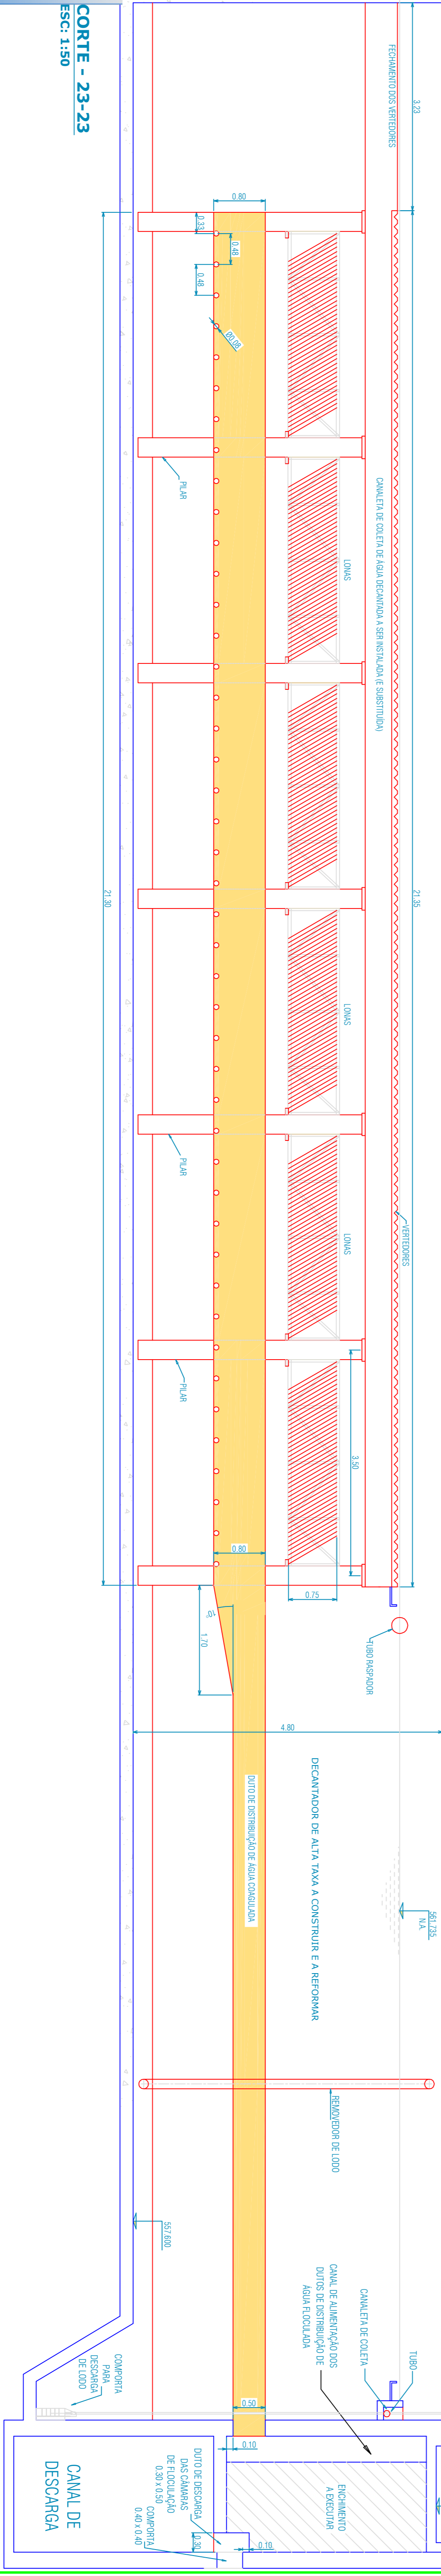 CORTE - 23-23
ESC: 1:50
3.23
FECHAMENTO DOS VERTEDORES
0.80
0.33
0.48
0.48
Ø0.08
PILAR
LONAS
CANALETA DE COLETA DE ÁGUA DECANTADA A SER INSTALADA (E SUBSTITUÍDA)
21.30
21.35
LONAS
VERTEDORES
PILAR
LONAS
PILAR
3.50
0.80
0.75
1.70
TUBO RASPADOR
4.80
DUTO DE DISTRIBUIÇÃO DE ÁGUA COAGULADA
DECANTADOR DE ALTA TAXA A CONSTRUIR E A REFORMAR
561.735
N.A.
REMOVEDOR DE LODO
557.600
CANAL DE ALIMENTAÇÃO DOS
DUTOS DE DISTRIBUIÇÃO DE
ÁGUA FLOCULADA
CANALETA DE COLETA
TUBO
COMPORTA
PARA
DESCARGA
DE LODO
0.50
0.10
ENCHIMENTO
A EXECUTAR
DUTO DE DESCARGA
DAS CÂMARAS
DE FLOCULAÇÃO
0.30 x 0.50
COMPORTA
0.40 x 0.40
0.30
0.10
CANAL DE
DESCARGA